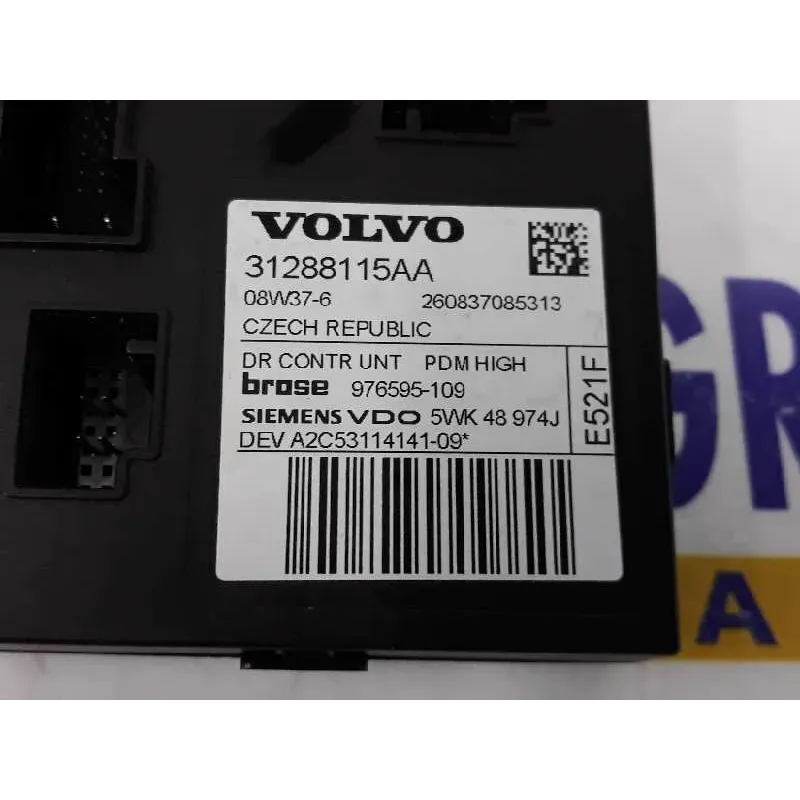 VOLVO
31288115AA
08W37-6 260837085313
CZECH REPUBLIC
DR CONTR UNT PDM HIGH
brose 976595-109
SIEMENS VDO 5WK 48 974J
DEV A2C53114141-09*
E521F
GR
A